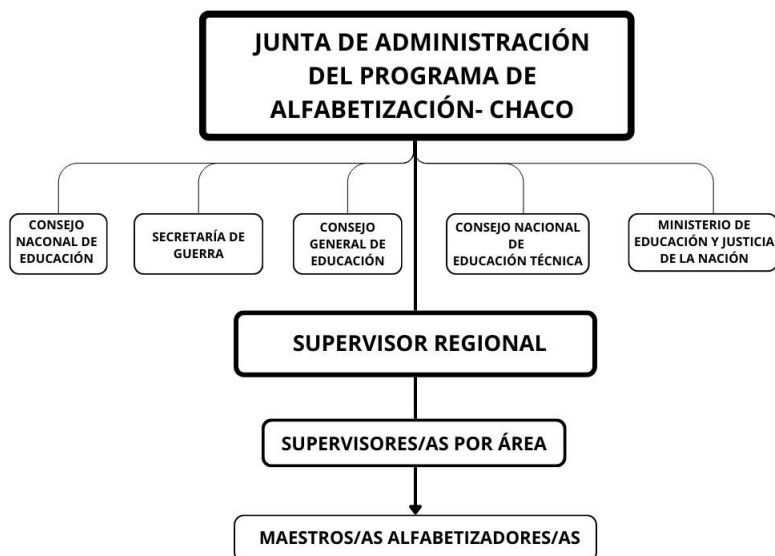 JUNTA DE ADMINISTRACIÓN
DEL PROGRAMA DE
ALFABETIZACIÓN- CHACO
CONSEJO
NACONAL DE
EDUCACIÓN
SECRETARÍA DE
GUERRA
CONSEJO
GENERAL DE
EDUCACIÓN
CONSEJO NACIONAL
DE
EDUCACIÓN TÉCNICA
MINISTERIO DE
EDUCACIÓN Y JUSTICIA
DE LA NACIÓN
SUPERVISOR REGIONAL
SUPERVISORES/AS POR ÁREA
MAESTROS/AS ALFABETIZADORES/AS